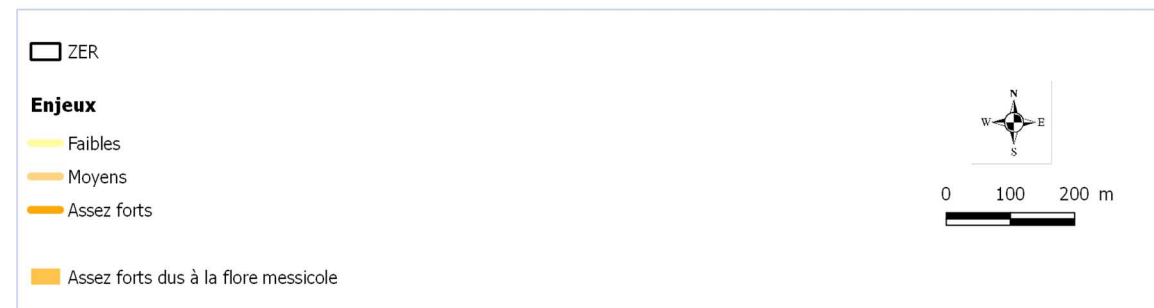 ZER
Enjeux
Faibles
Moyens
Assez forts
Assez forts dus à la flore messicole
N
W E
S
0 100 200 m